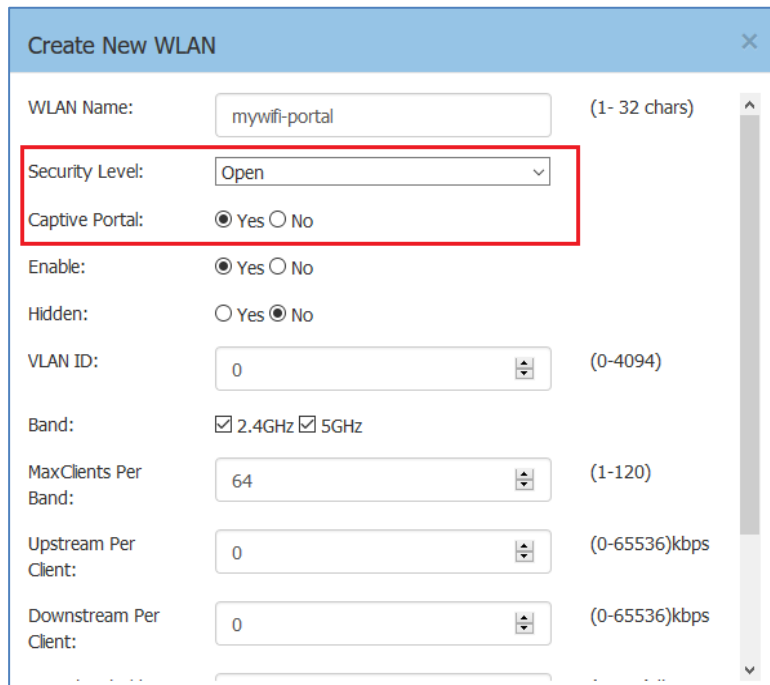 Create New WLAN
WLAN Name: mywifi-portal (1- 32 chars)
Security Level: Open
Captive Portal: Yes No
Enable: Yes No
Hidden: Yes No
VLAN ID: 0 (0-4094)
Band: 2.4GHz 5GHz
MaxClients Per 64 (1-120)
Band:
Upstream Per 0 (0-65536)kbps
Client:
Downstream Per 0 (0-65536)kbps
Client: